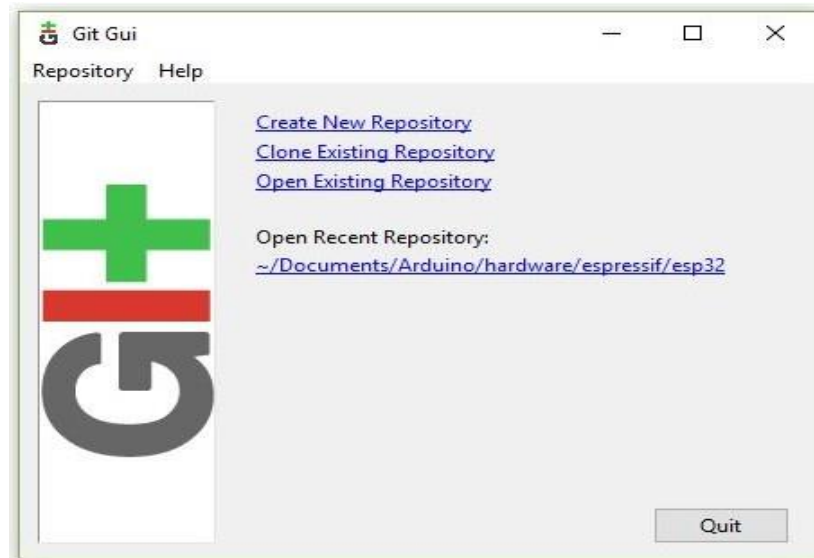 Git Gui
Repository Help
Create New Repository
Clone Existing Repository
Open Existing Repository
Open Recent Repository:
~/Documents/Arduino/hardware/espressif/esp32
Git
Quit